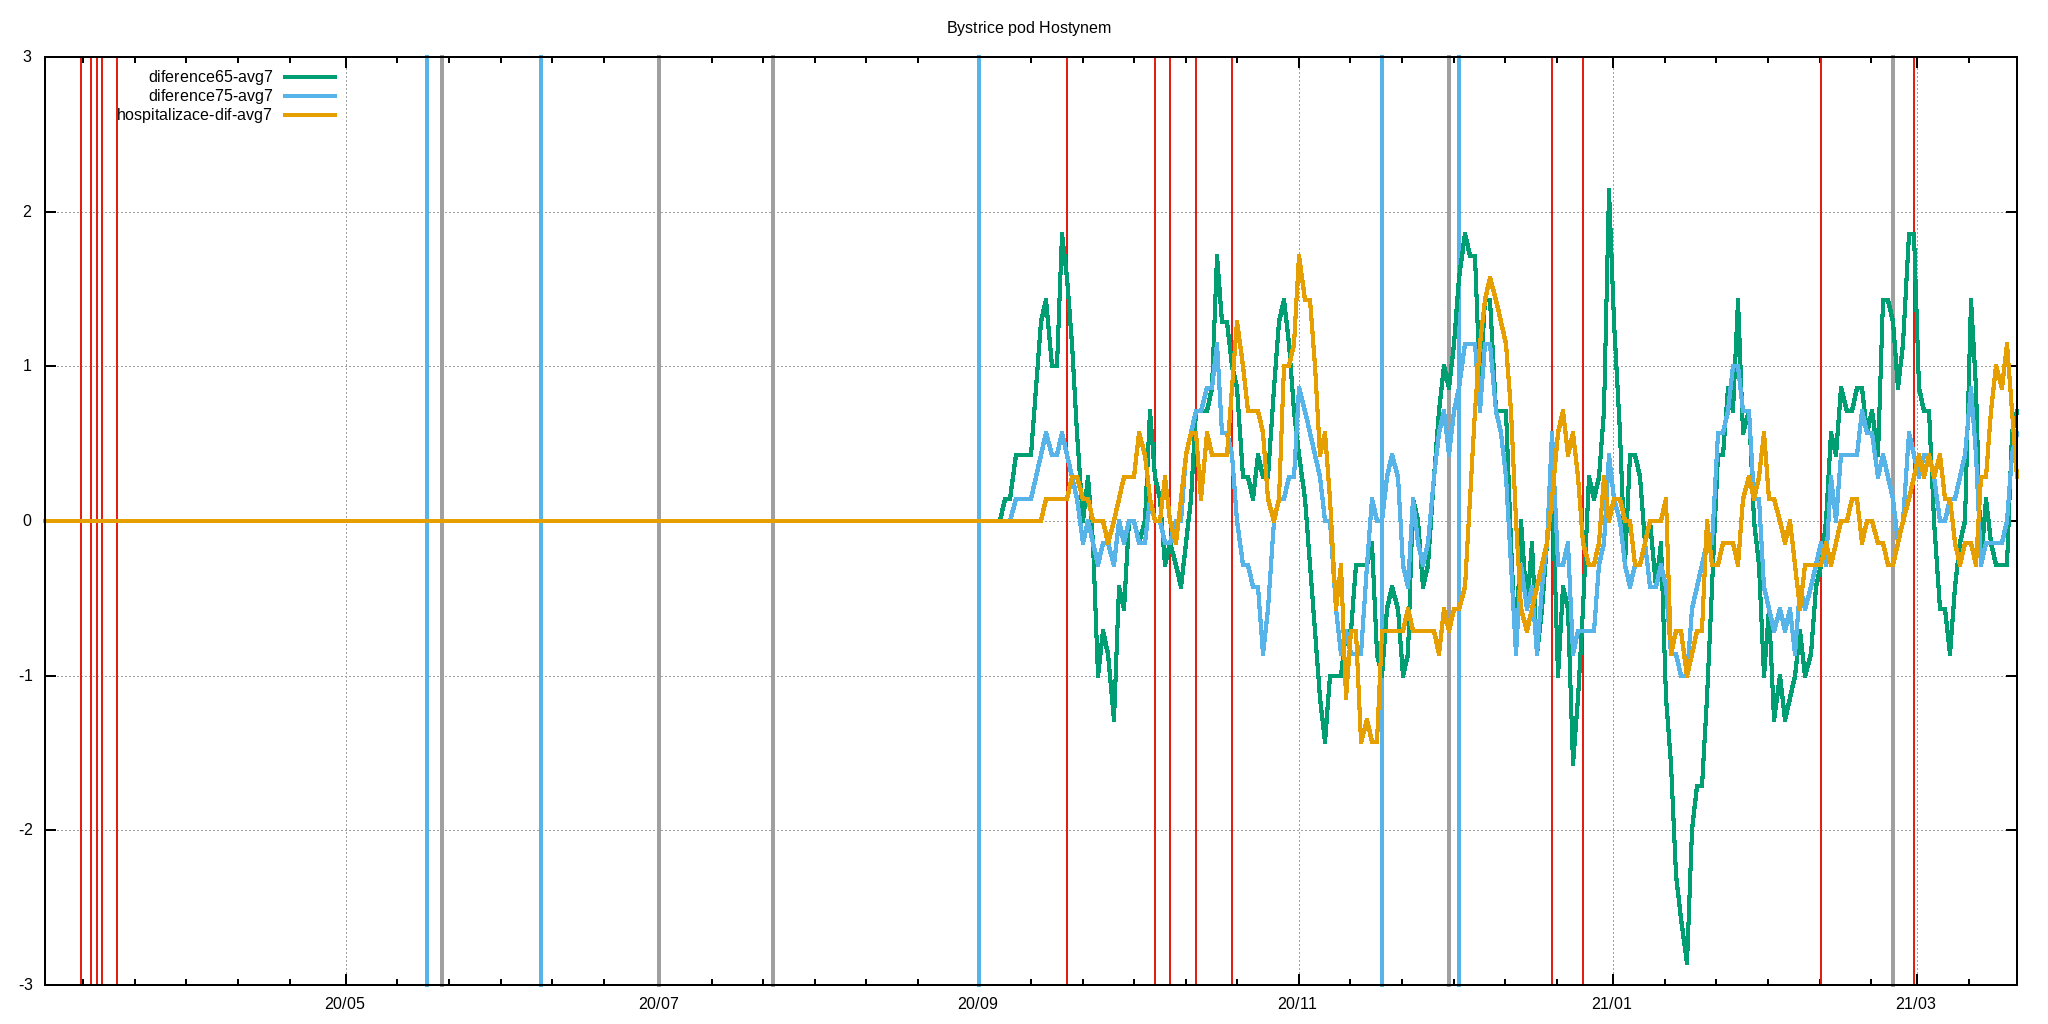 Bystrice pod Hostynem
diference65-avg7
diference75-avg7
hospitalizace-dif-avg7
3
2
1
0
-1
-2
-3
20/05 20/07 20/09 20/11 21/01 21/03